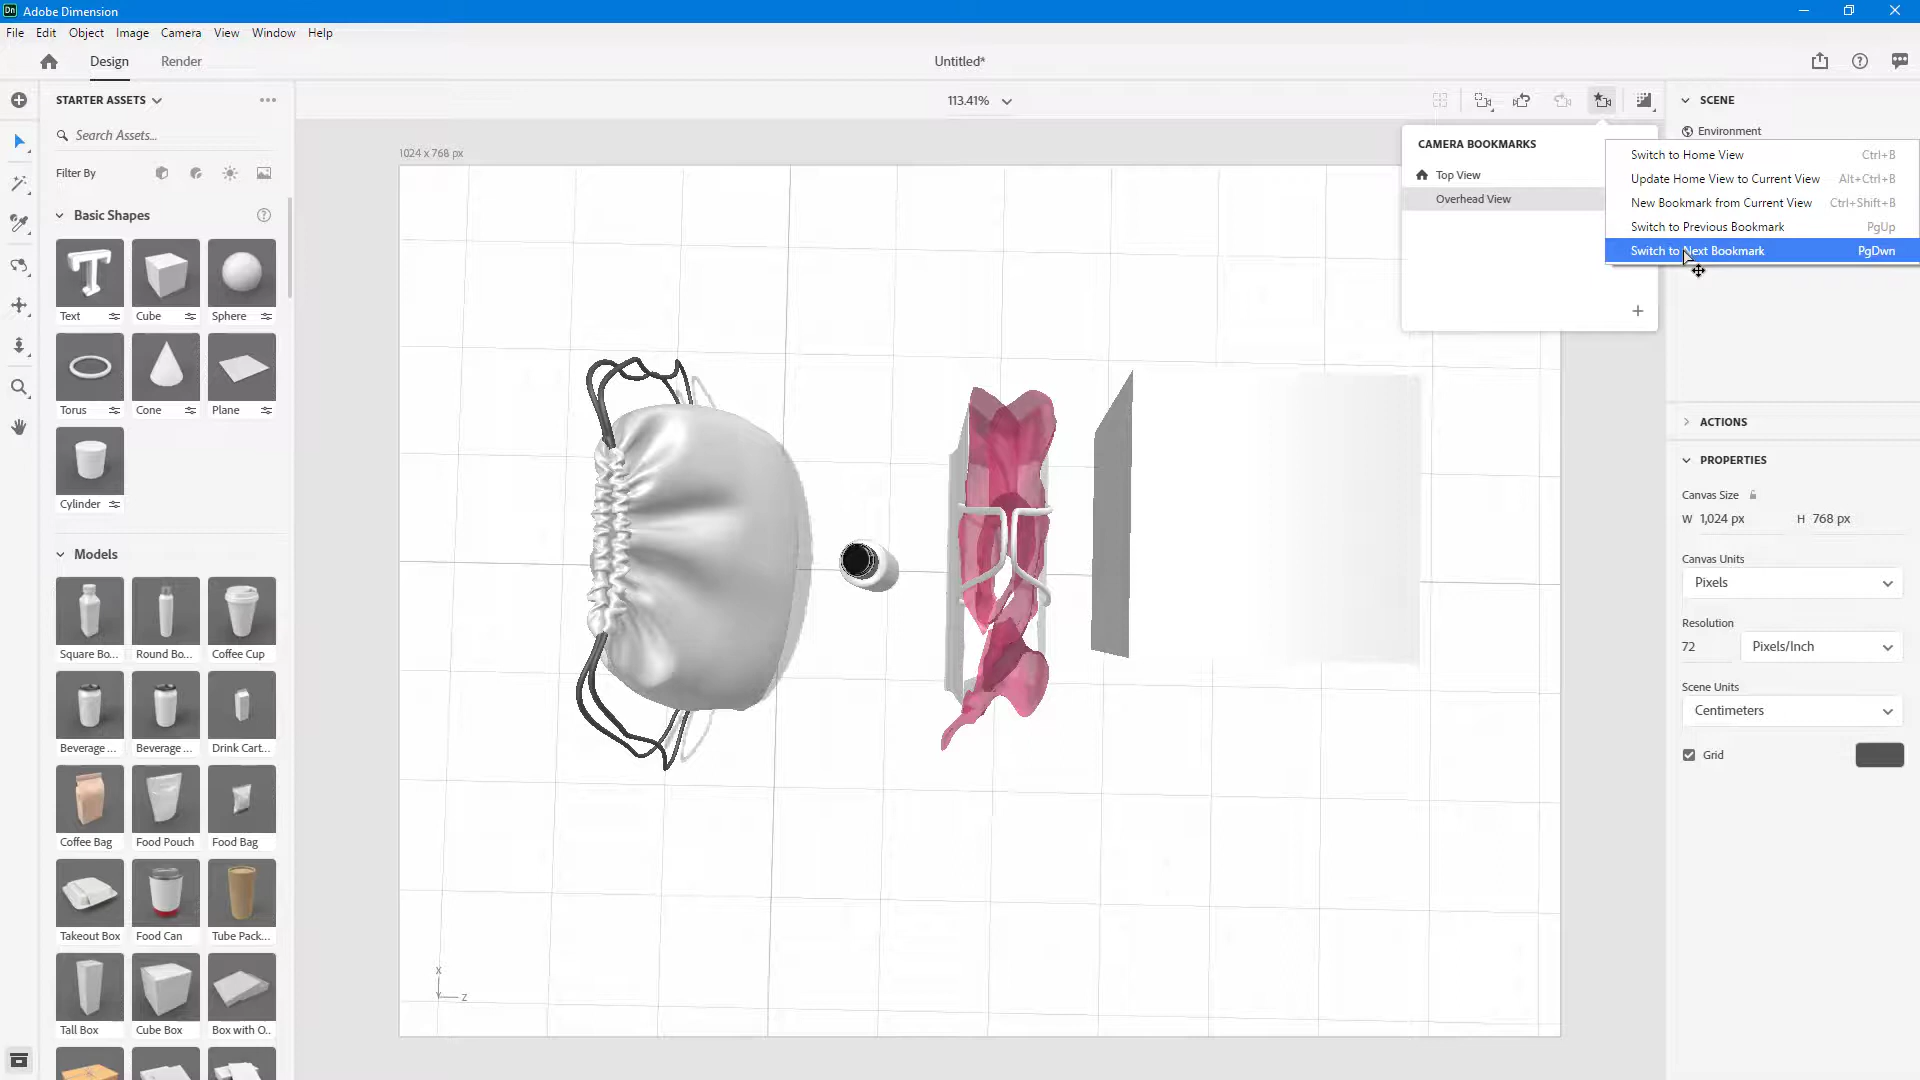 Dn Adobe Dimension
File Edit Object Image Camera View Window Help
Design Render Untitled*
STARTER ASSETS
Search Assets...
Filter By
Basic Shapes
Text Cube Sphere
Torus Cone Plane
Cylinder
Models
Square Bo... Round Bo... Coffee Cup
Beverage ... Beverage ... Drink Cart...
Coffee Bag Food Pouch Food Bag
Takeout Box Food Can Tube Pack...
Tall Box Cube Box Box with O..
113.41%
1024 x 768 px
X
Z
CAMERA BOOKMARKS
Top View
Overhead View
Switch to Home View Ctrl+B
Update Home View to Current View Alt+Ctrl+B
New Bookmark from Current View Ctrl+Shift+B
Switch to Previous Bookmark PgUp
Switch to Next Bookmark PgDwn
SCENE
Environment
ACTIONS
PROPERTIES
Canvas Size
W 1,024 px H 768 px
Canvas Units
Pixels
Resolution
72 Pixels/Inch
Scene Units
Centimeters
Grid